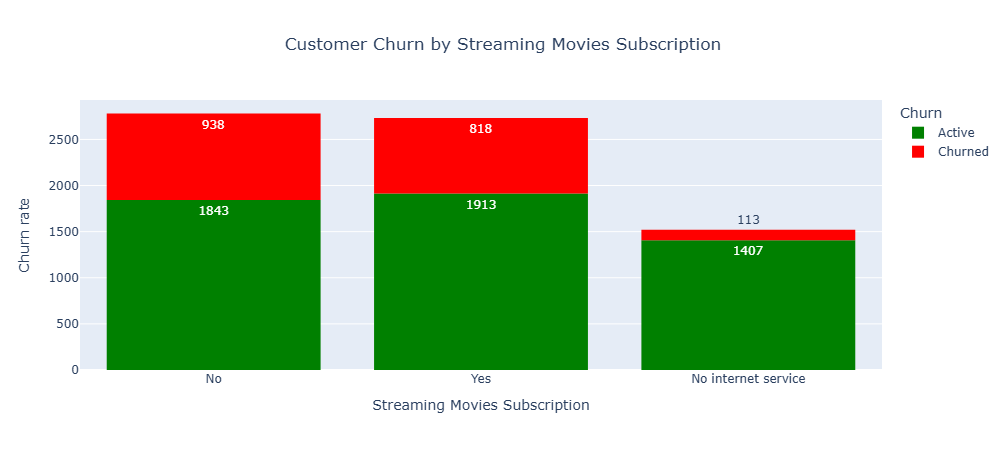 Customer Churn by Streaming Movies Subscription
Churn
Active
Churned
Churn rate
2500
2000
1500
1000
500
0
938
1843
818
1913
113
1407
No
Yes
No internet service
Streaming Movies Subscription